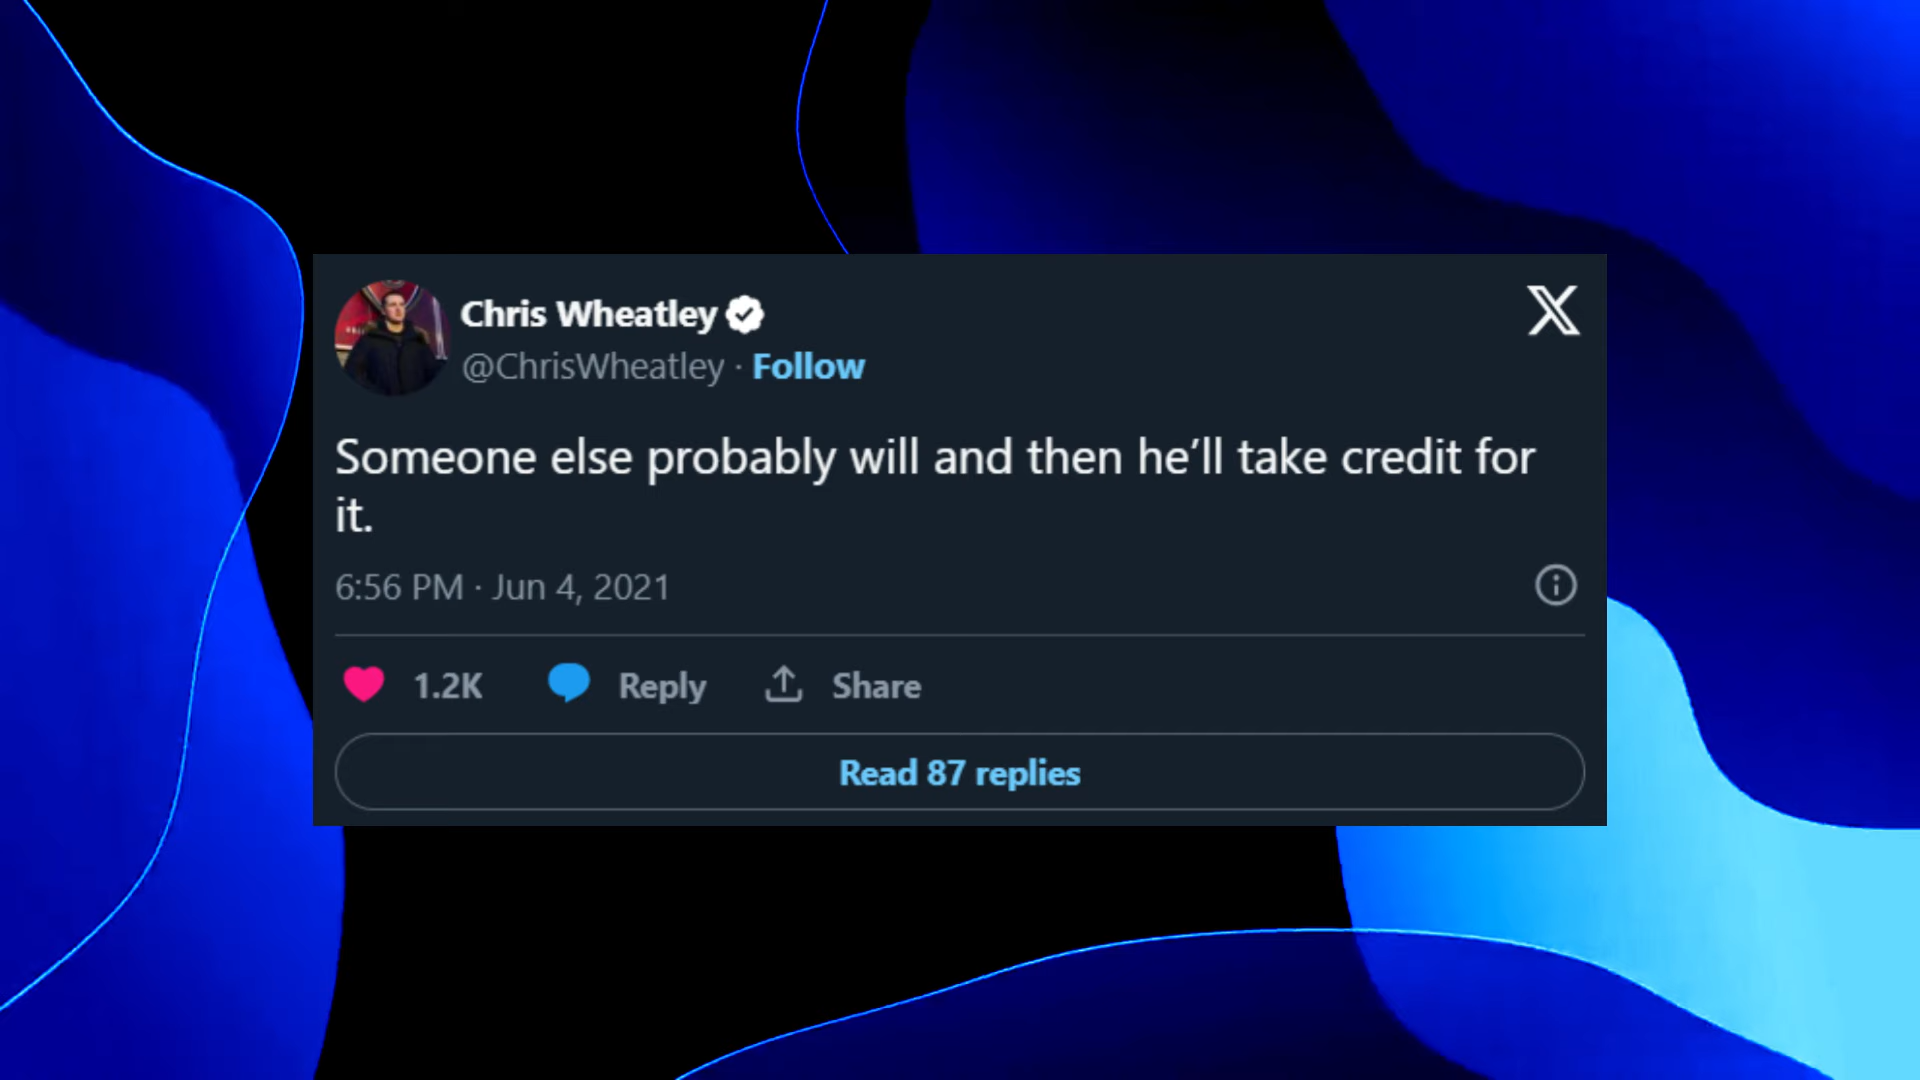 Chris Wheatley
@ChrisWheatley · Follow
Someone else probably will and then he’ll take credit for
it.
6:56 PM · Jun 4, 2021
1.2K Reply Share
Read 87 replies